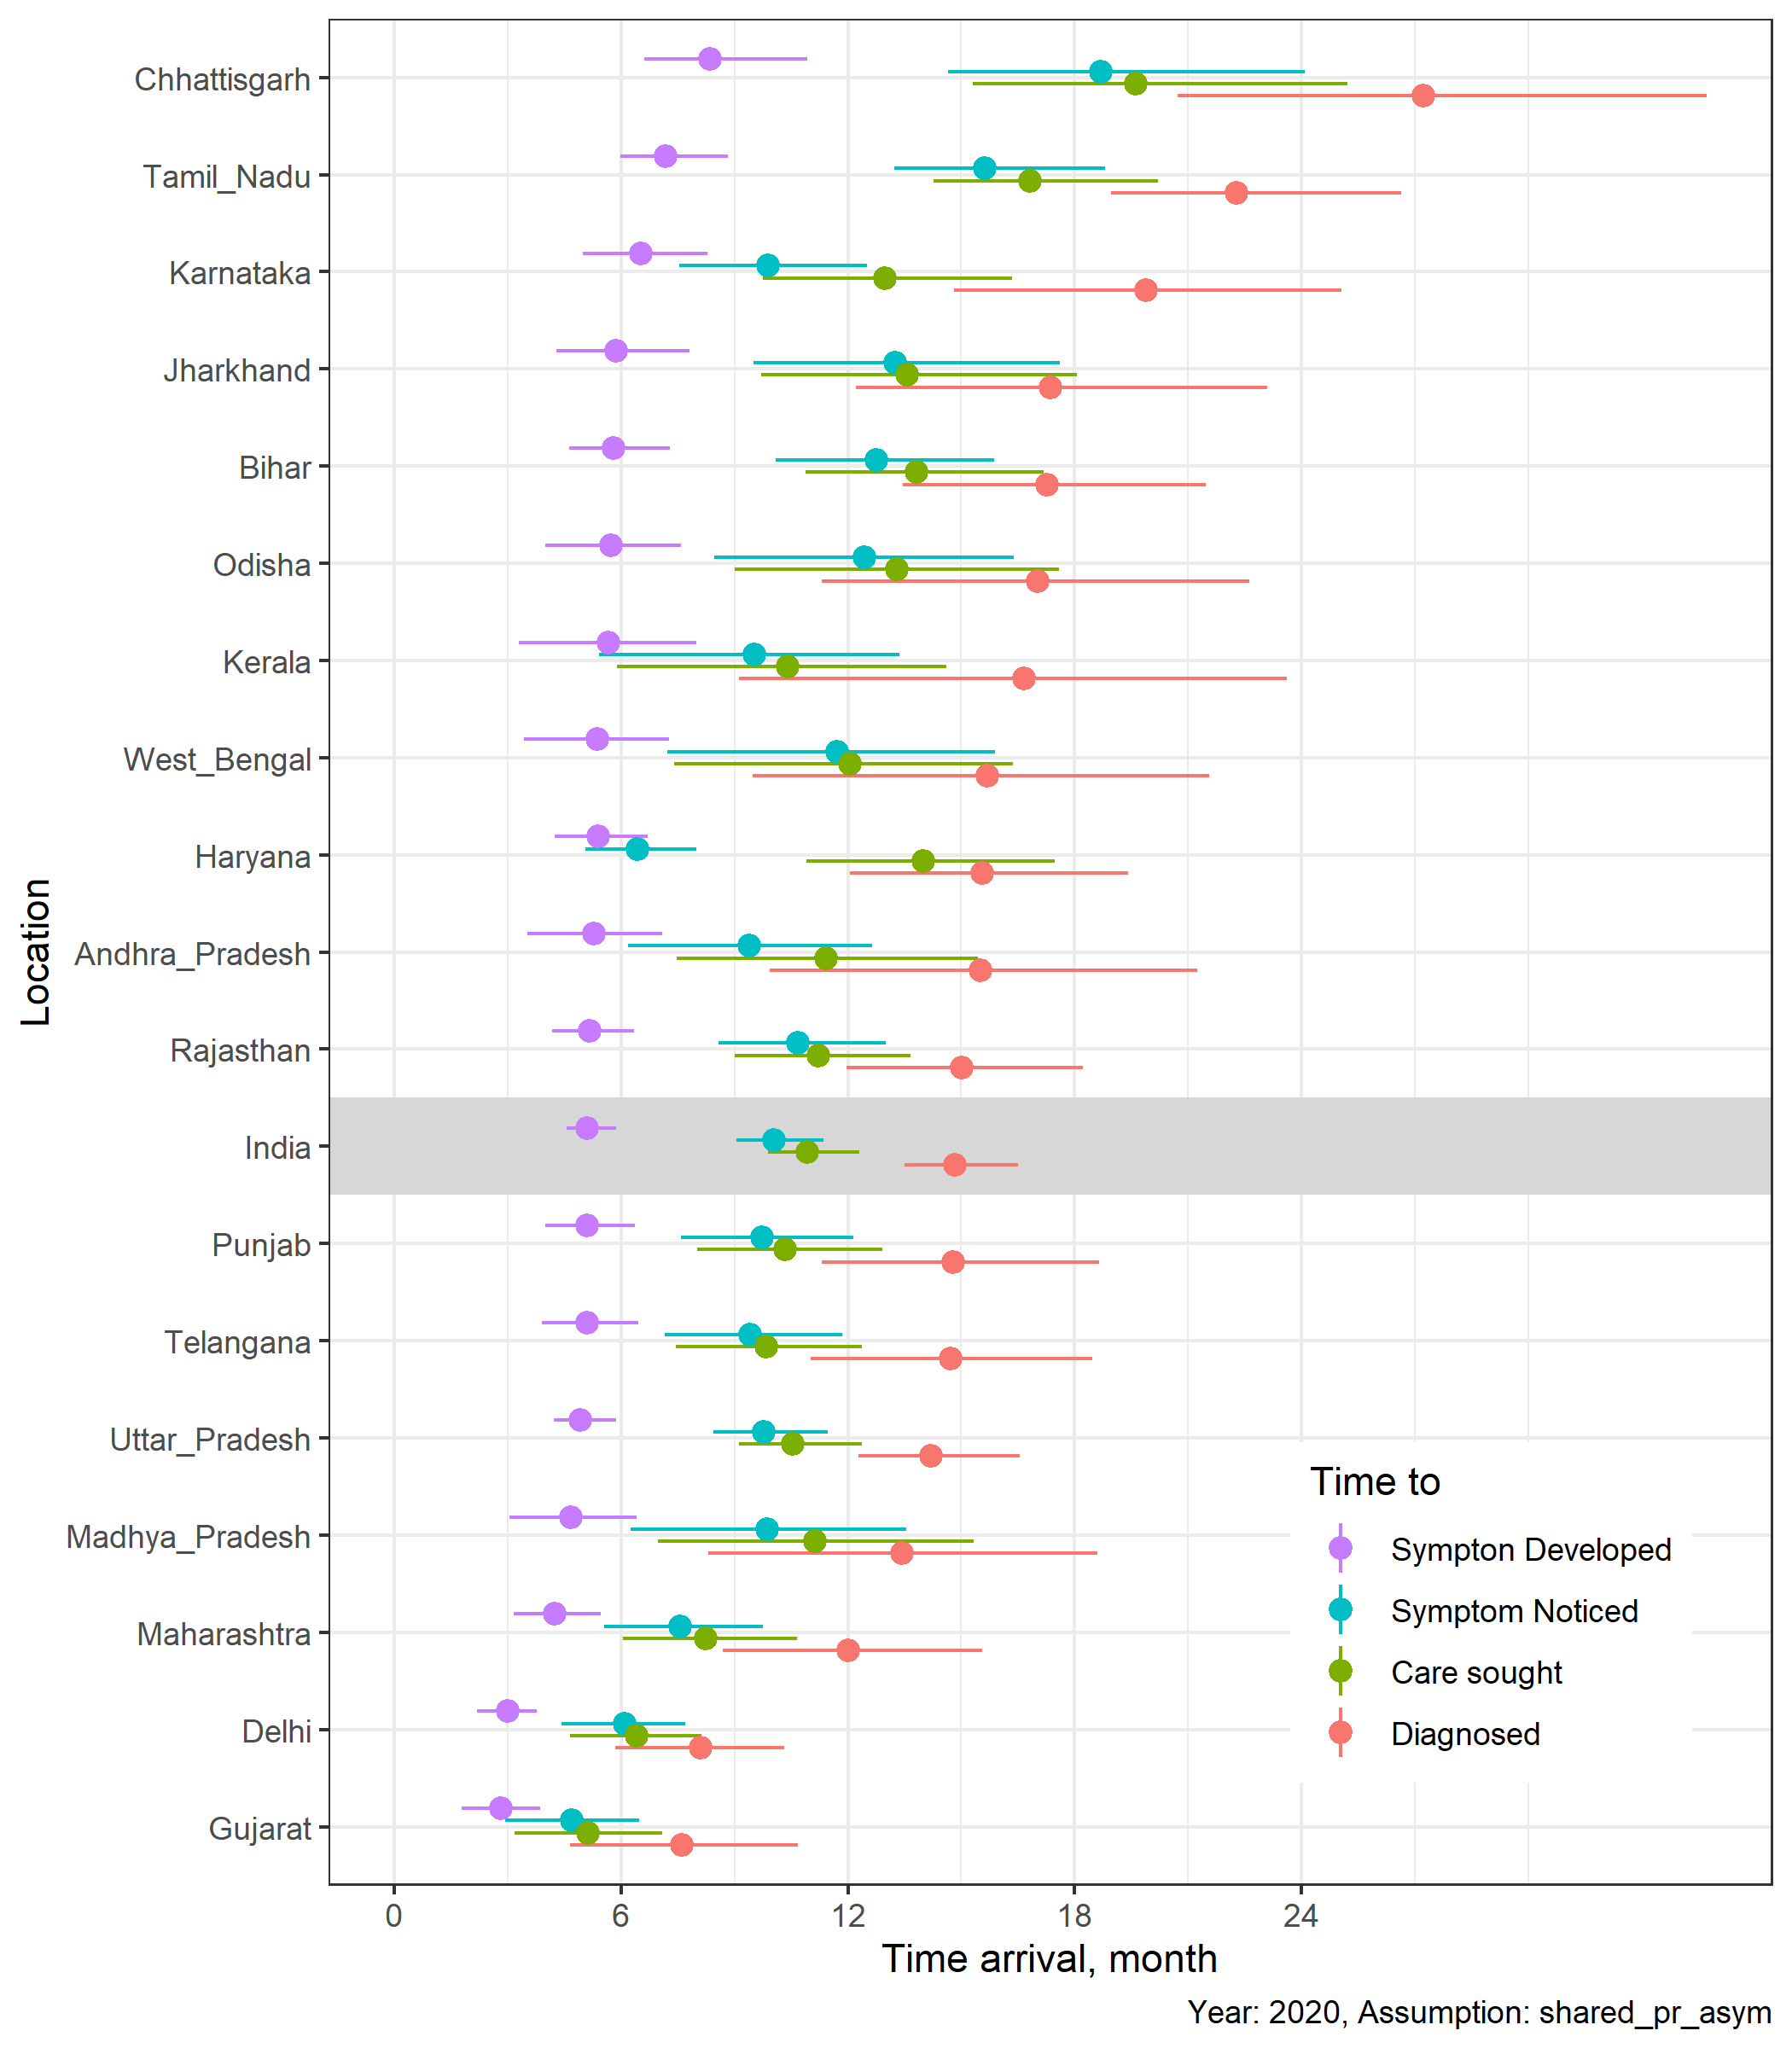 Location
Chhattisgarh
Tamil_Nadu
Karnataka
Jharkhand
Bihar
Odisha
Kerala
West_Bengal
Haryana
Andhra_Pradesh
Rajasthan
India
Punjab
Telangana
Uttar_Pradesh
Madhya_Pradesh
Maharashtra
Delhi
Gujarat
Time to
Sympton Developed
Symptom Noticed
Care sought
Diagnosed
0 6 12 18 24
Time arrival, month
Year: 2020, Assumption: shared_pr_asym